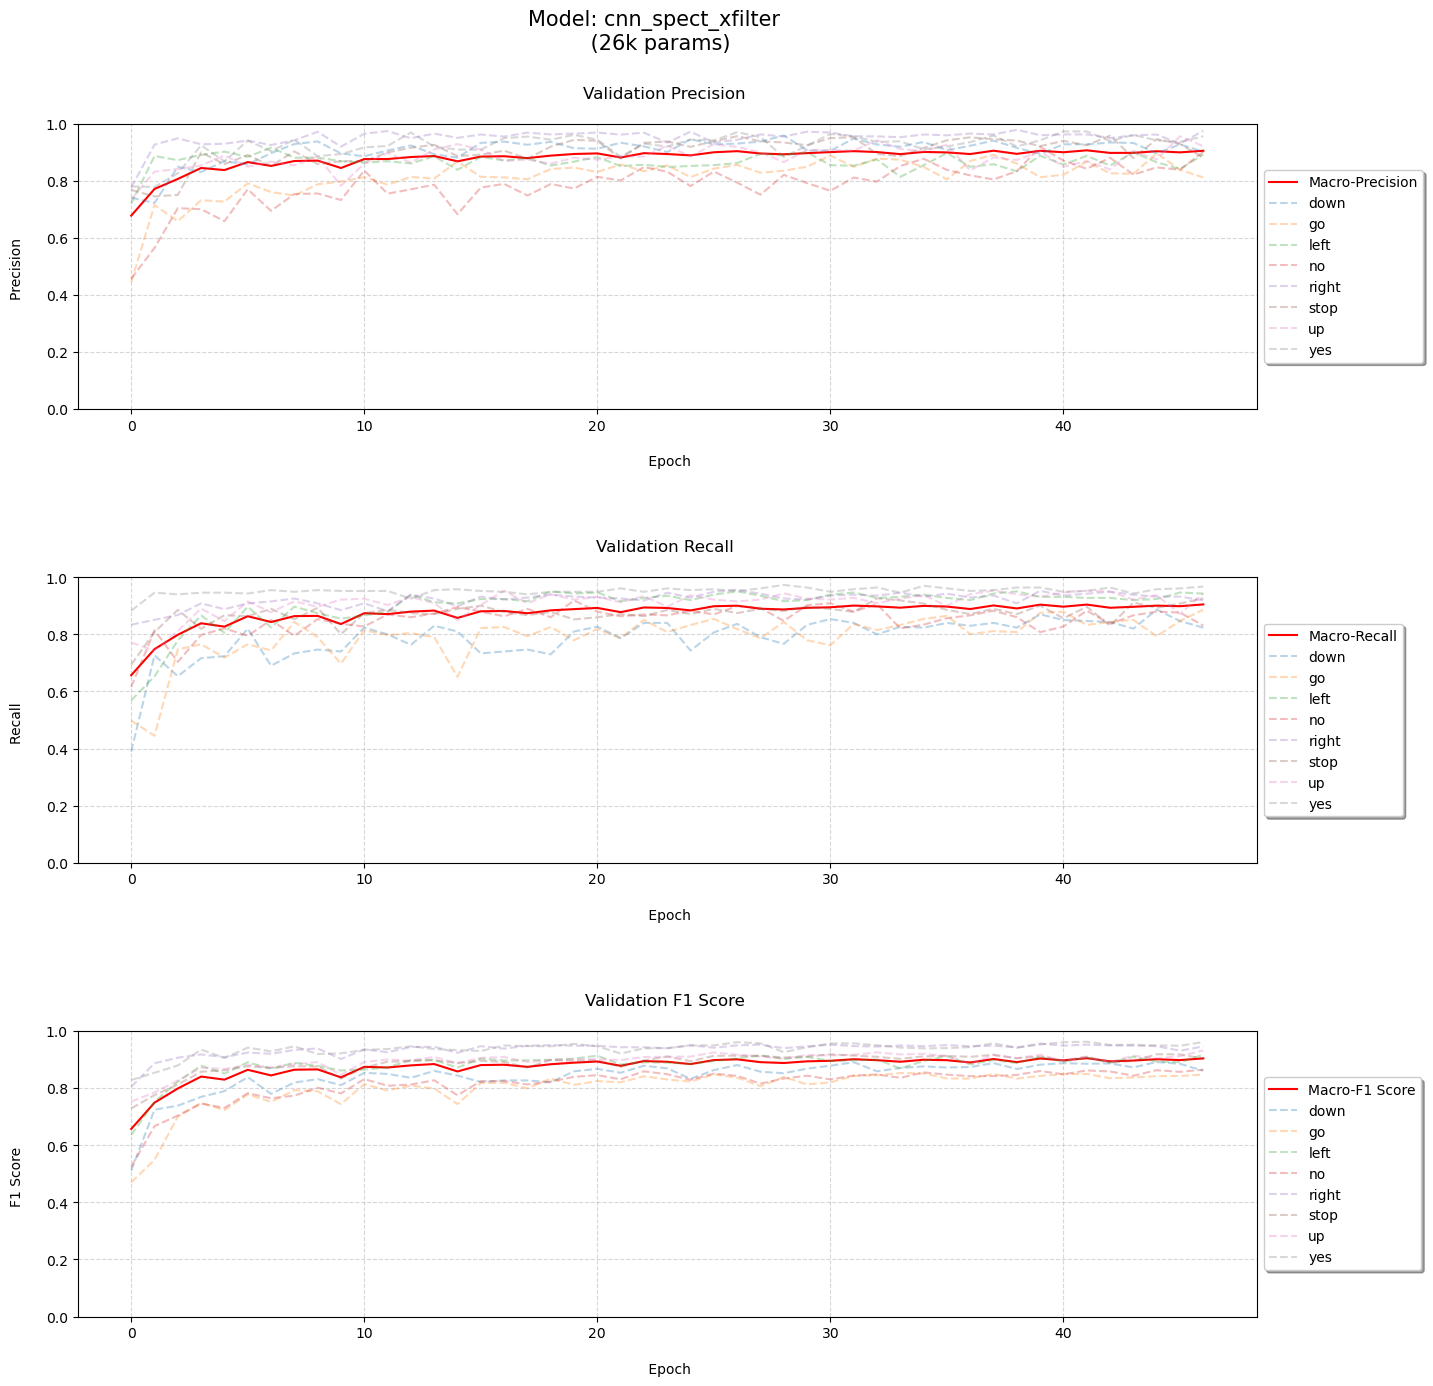 Model: cnn_spect_xfilter
(26k params)
Validation Precision
1.0
0.8
0.6
0.4
0.2
0.0
Precision
0
10
20
30
40
Epoch
Macro-Precision
down
go
left
no
right
stop
up
yes
Validation Recall
1.0
0.8
0.6
0.4
0.2
0.0
Recall
0
10
20
30
40
Epoch
Macro-Recall
down
go
left
no
right
stop
up
yes
Validation F1 Score
1.0
0.8
0.6
0.4
0.2
0.0
F1 Score
0
10
20
30
40
Epoch
Macro-F1 Score
down
go
left
no
right
stop
up
yes